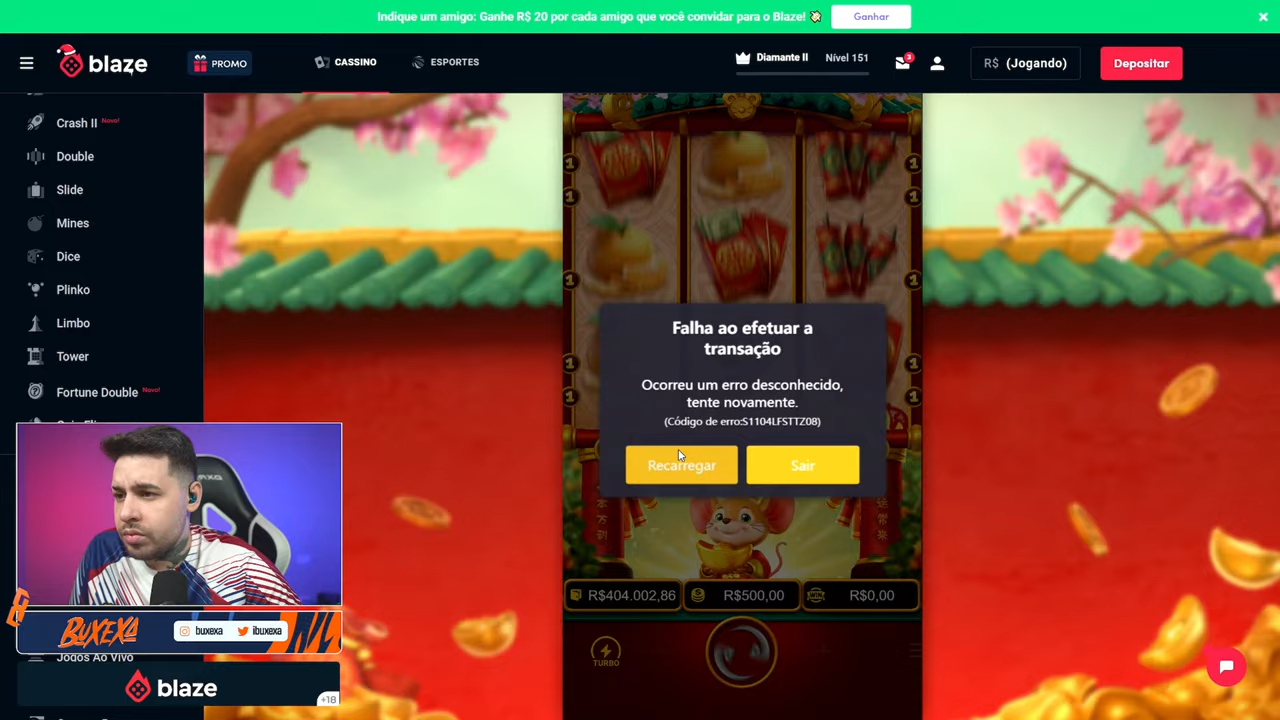 Indique um amigo: Ganhe R$ 20 por cada amigo que você convidar para o Blaze!
Ganhar
blaze
PROMO
CASSINO
ESPORTES
Diamante II
Nível 151
3
R$ (Jogando)
Depositar
Crash II Novo!
Double
Slide
Mines
Dice
Plinko
Limbo
Tower
Fortune Double Novo!
Falha ao efetuar a
transação
Ocorreu um erro desconhecido,
tente novamente.
(Código de erro:S1104LFSTTZ08)
Recarregar
Sair
R$404.002,86
R$500,00
R$0,00
TURBO
BUXEXA
buxexa
ibuxexa
Jogos Ao Vivo
blaze
+18